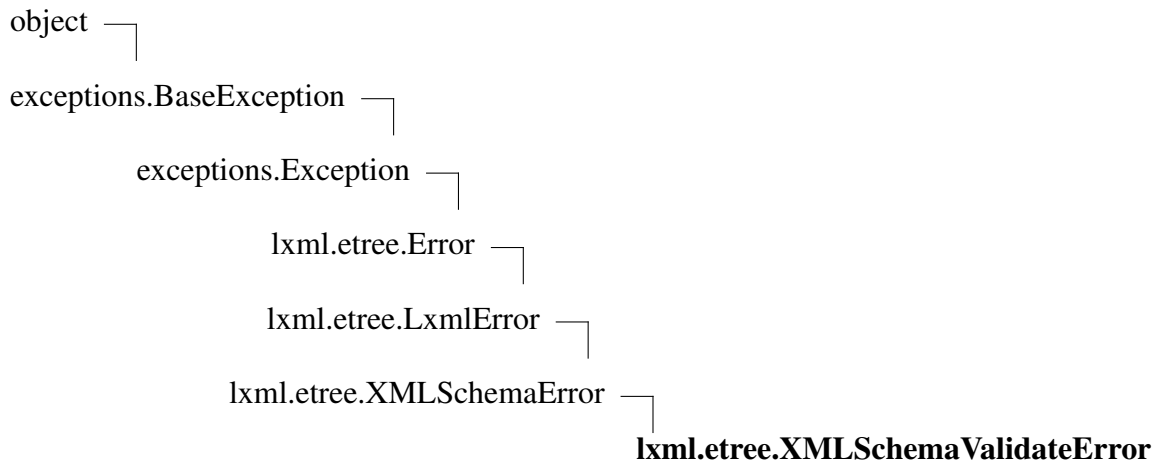 object
exceptions.BaseException
exceptions.Exception
lxml.etree.Error
lxml.etree.LxmlError
lxml.etree.XMLSchemaError
lxml.etree.XMLSchemaValidateError